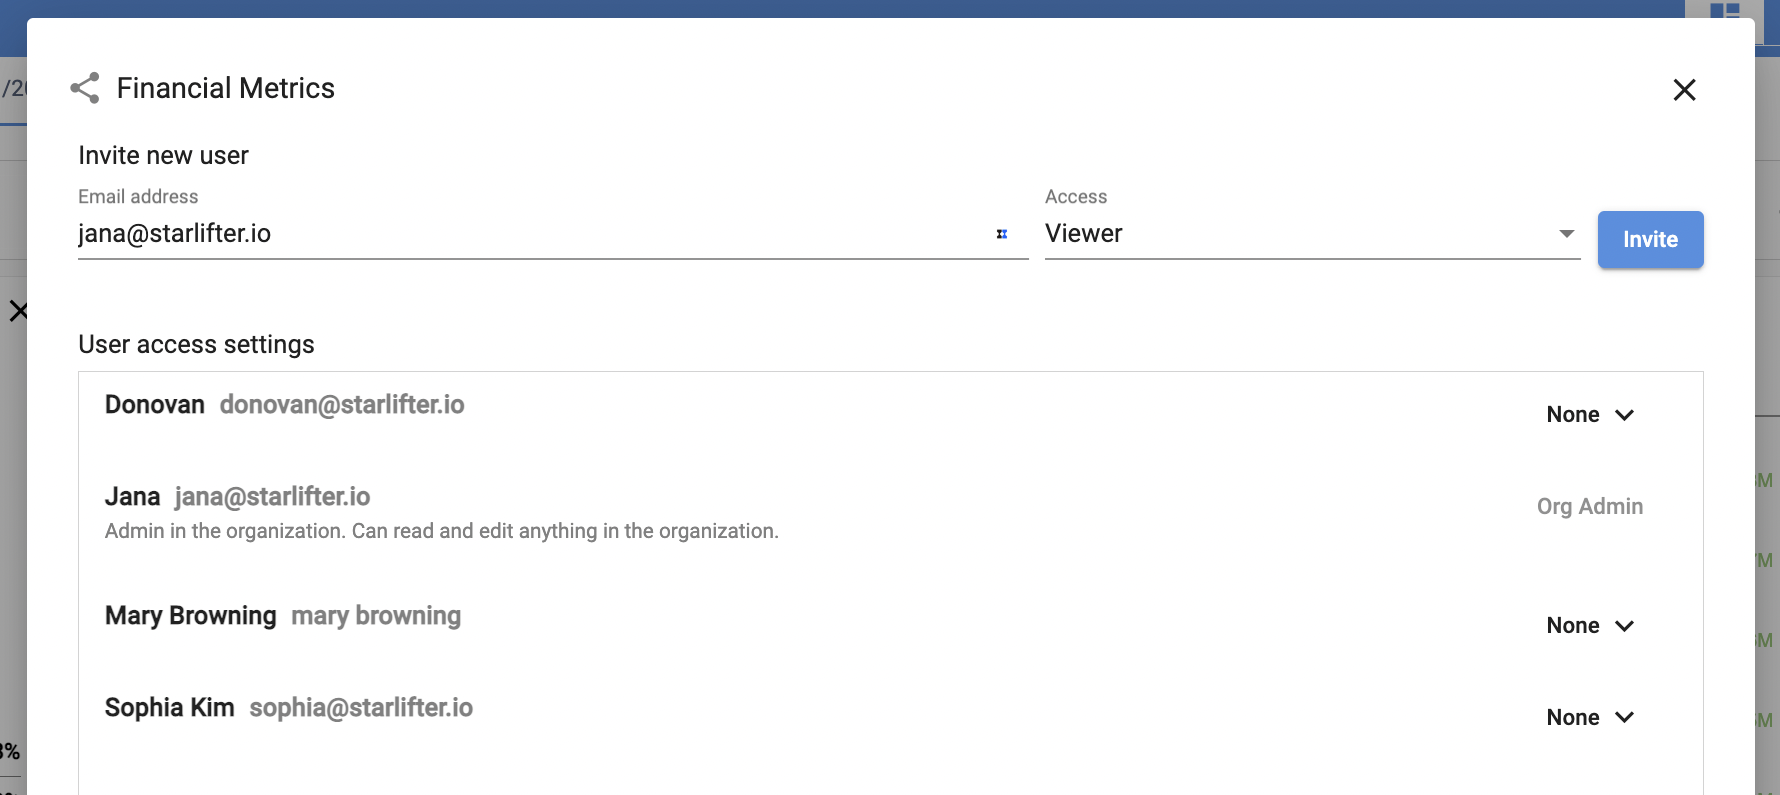 /20
Financial Metrics
Invite new user
Email address
Access
jana@starlifter.io
Viewer
Invite
User access settings
Donovan donovan@starlifter.io
None
Jana jana@starlifter.io
Org Admin
Admin in the organization. Can read and edit anything in the organization.
Mary Browning mary browning
None
Sophia Kim sophia@starlifter.io
None